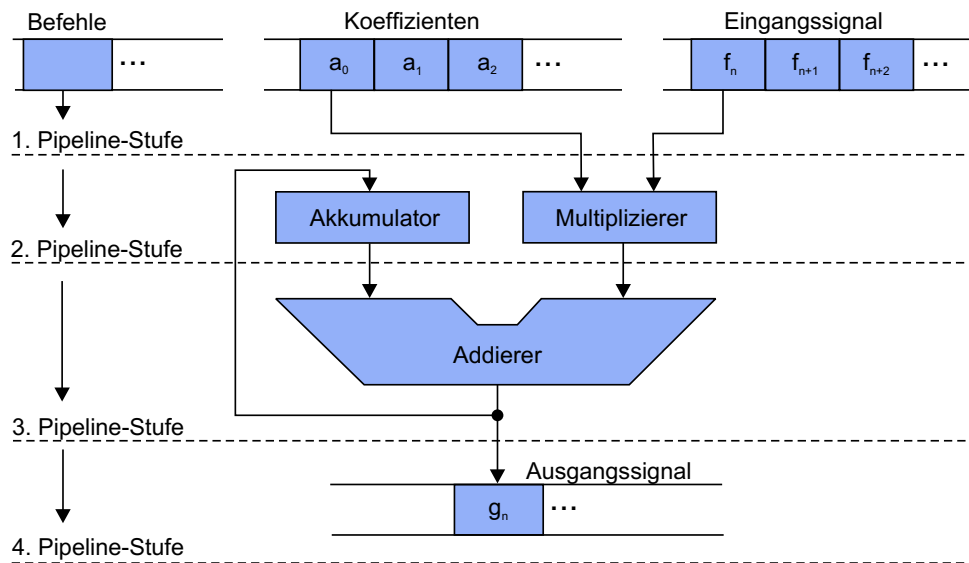 Befehle Koeffizienten Eingangssignal
... a0 a1 a2 ... fn fn+1 fn+2 ...
1. Pipeline-Stufe
Akkumulator Multiplizierer
2. Pipeline-Stufe
Addierer
3. Pipeline-Stufe
Ausgangssignal
gn ...
4. Pipeline-Stufe